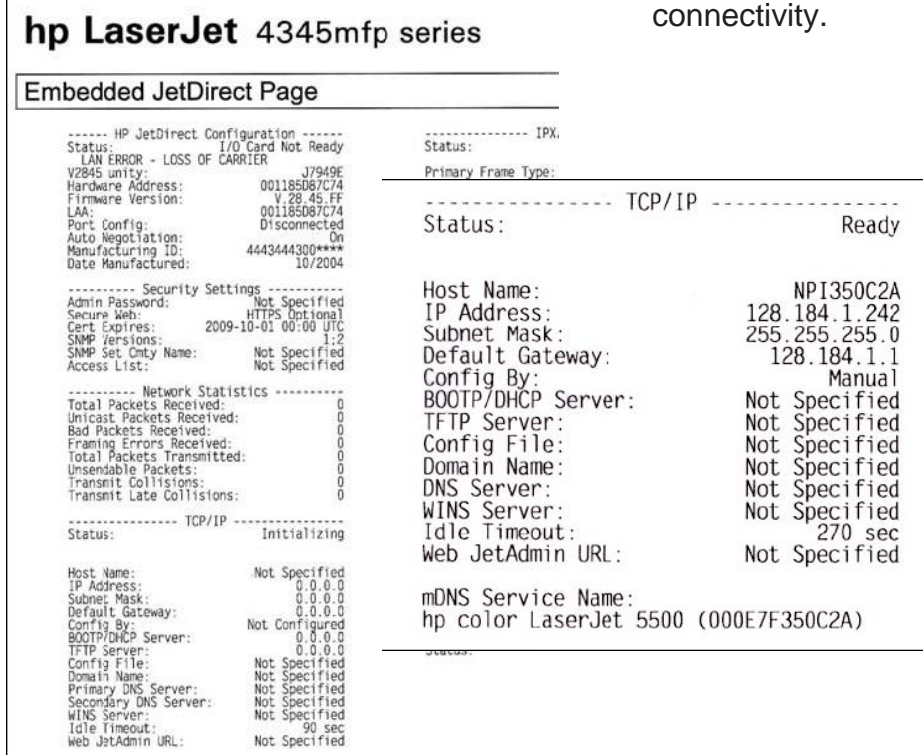 connectivity.
hp LaserJet 4345mfp series
Embedded JetDirect Page
------ HP JetDirect Configuration ------
Status: I/O Card Not Ready
LAN ERROR - LOSS OF CARRIER
V2845 unity: J7949E
Hardware Address: 001185D87C74
Firmware Version: V.28.45.FF
LAA: 001185D87C74
Port Config: Disconnected
Auto Negotiation: On
Manufacturing ID: 4443444300****
Date Manufactured: 10/2004
---------- Security Settings -----------
Admin Password: Not Specified
Secure Web: HTTPS Optional
Cert Expires: 2009-10-01 00:00 UTC
SNMP Versions: 1;2
SNMP Set Cmty Name: Not Specified
Access List: Not Specified
---------- Network Statistics ----------
Total Packets Received: 0
Unicast Packets Received: 0
Bad Packets Received: 0
Framing Errors Received: 0
Total Packets Transmitted: 0
Unsendable Packets: 0
Transmit Collisions: 0
Transmit Late Collisions: 0
---------------- TCP/IP ----------------
Status: Initializing
Host Name: Not Specified
IP Address: 0.0.0.0
Subnet Mask: 0.0.0.0
Default Gateway: 0.0.0.0
Config By: Not Configured
BOOTP/DHCP Server: 0.0.0.0
TFTP Server: 0.0.0.0
Config File: Not Specified
Domain Name: Not Specified
Primary DNS Server: Not Specified
Secondary DNS Server: Not Specified
WINS Server: Not Specified
Idle Timeout: 90 sec
Web JetAdmin URL: Not Specified
-------------- IPX
Status:
Primary Frame Type:
---------------- TCP/IP ----------------
Status: Ready
Host Name: NPI350C2A
IP Address: 128.184.1.242
Subnet Mask: 255.255.255.0
Default Gateway: 128.184.1.1
Config By: Manual
BOOTP/DHCP Server: Not Specified
TFTP Server: Not Specified
Config File: Not Specified
Domain Name: Not Specified
DNS Server: Not Specified
WINS Server: Not Specified
Idle Timeout: 270 sec
Web JetAdmin URL: Not Specified
mDNS Service Name:
hp color LaserJet 5500 (000E7F350C2A)